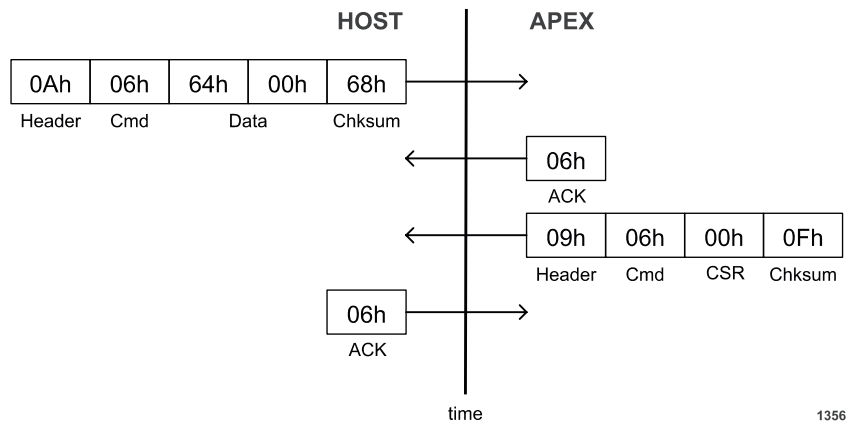 HOST APEX
0Ah 06h 64h 00h 68h
Header Cmd Data Chksum
06h
ACK
09h 06h 00h 0Fh
Header Cmd CSR Chksum
06h
ACK
time
1356